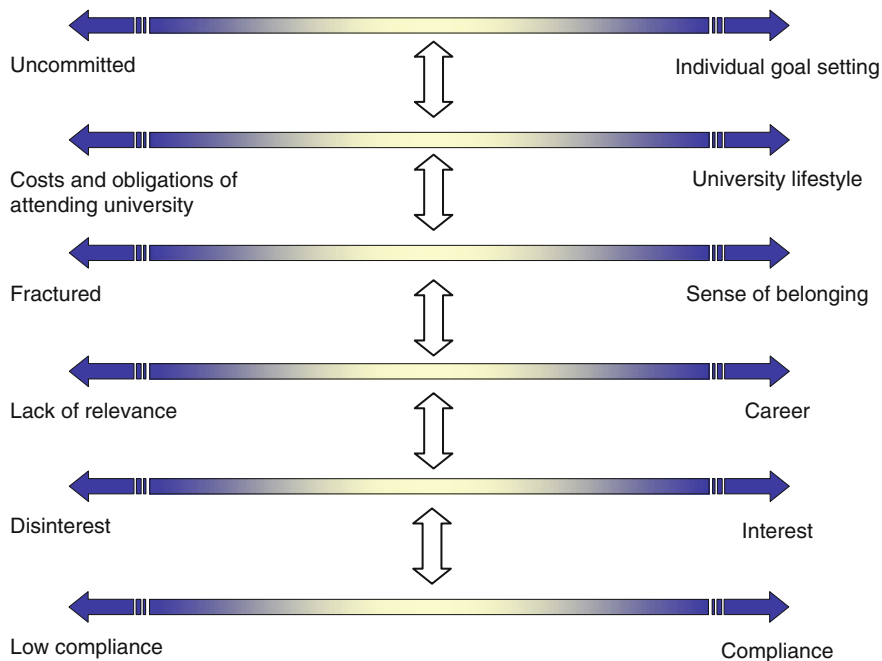 Uncommitted
Individual goal setting
Costs and obligations of
attending university
University lifestyle
Fractured
Sense of belonging
Lack of relevance
Career
Disinterest
Interest
Low compliance
Compliance